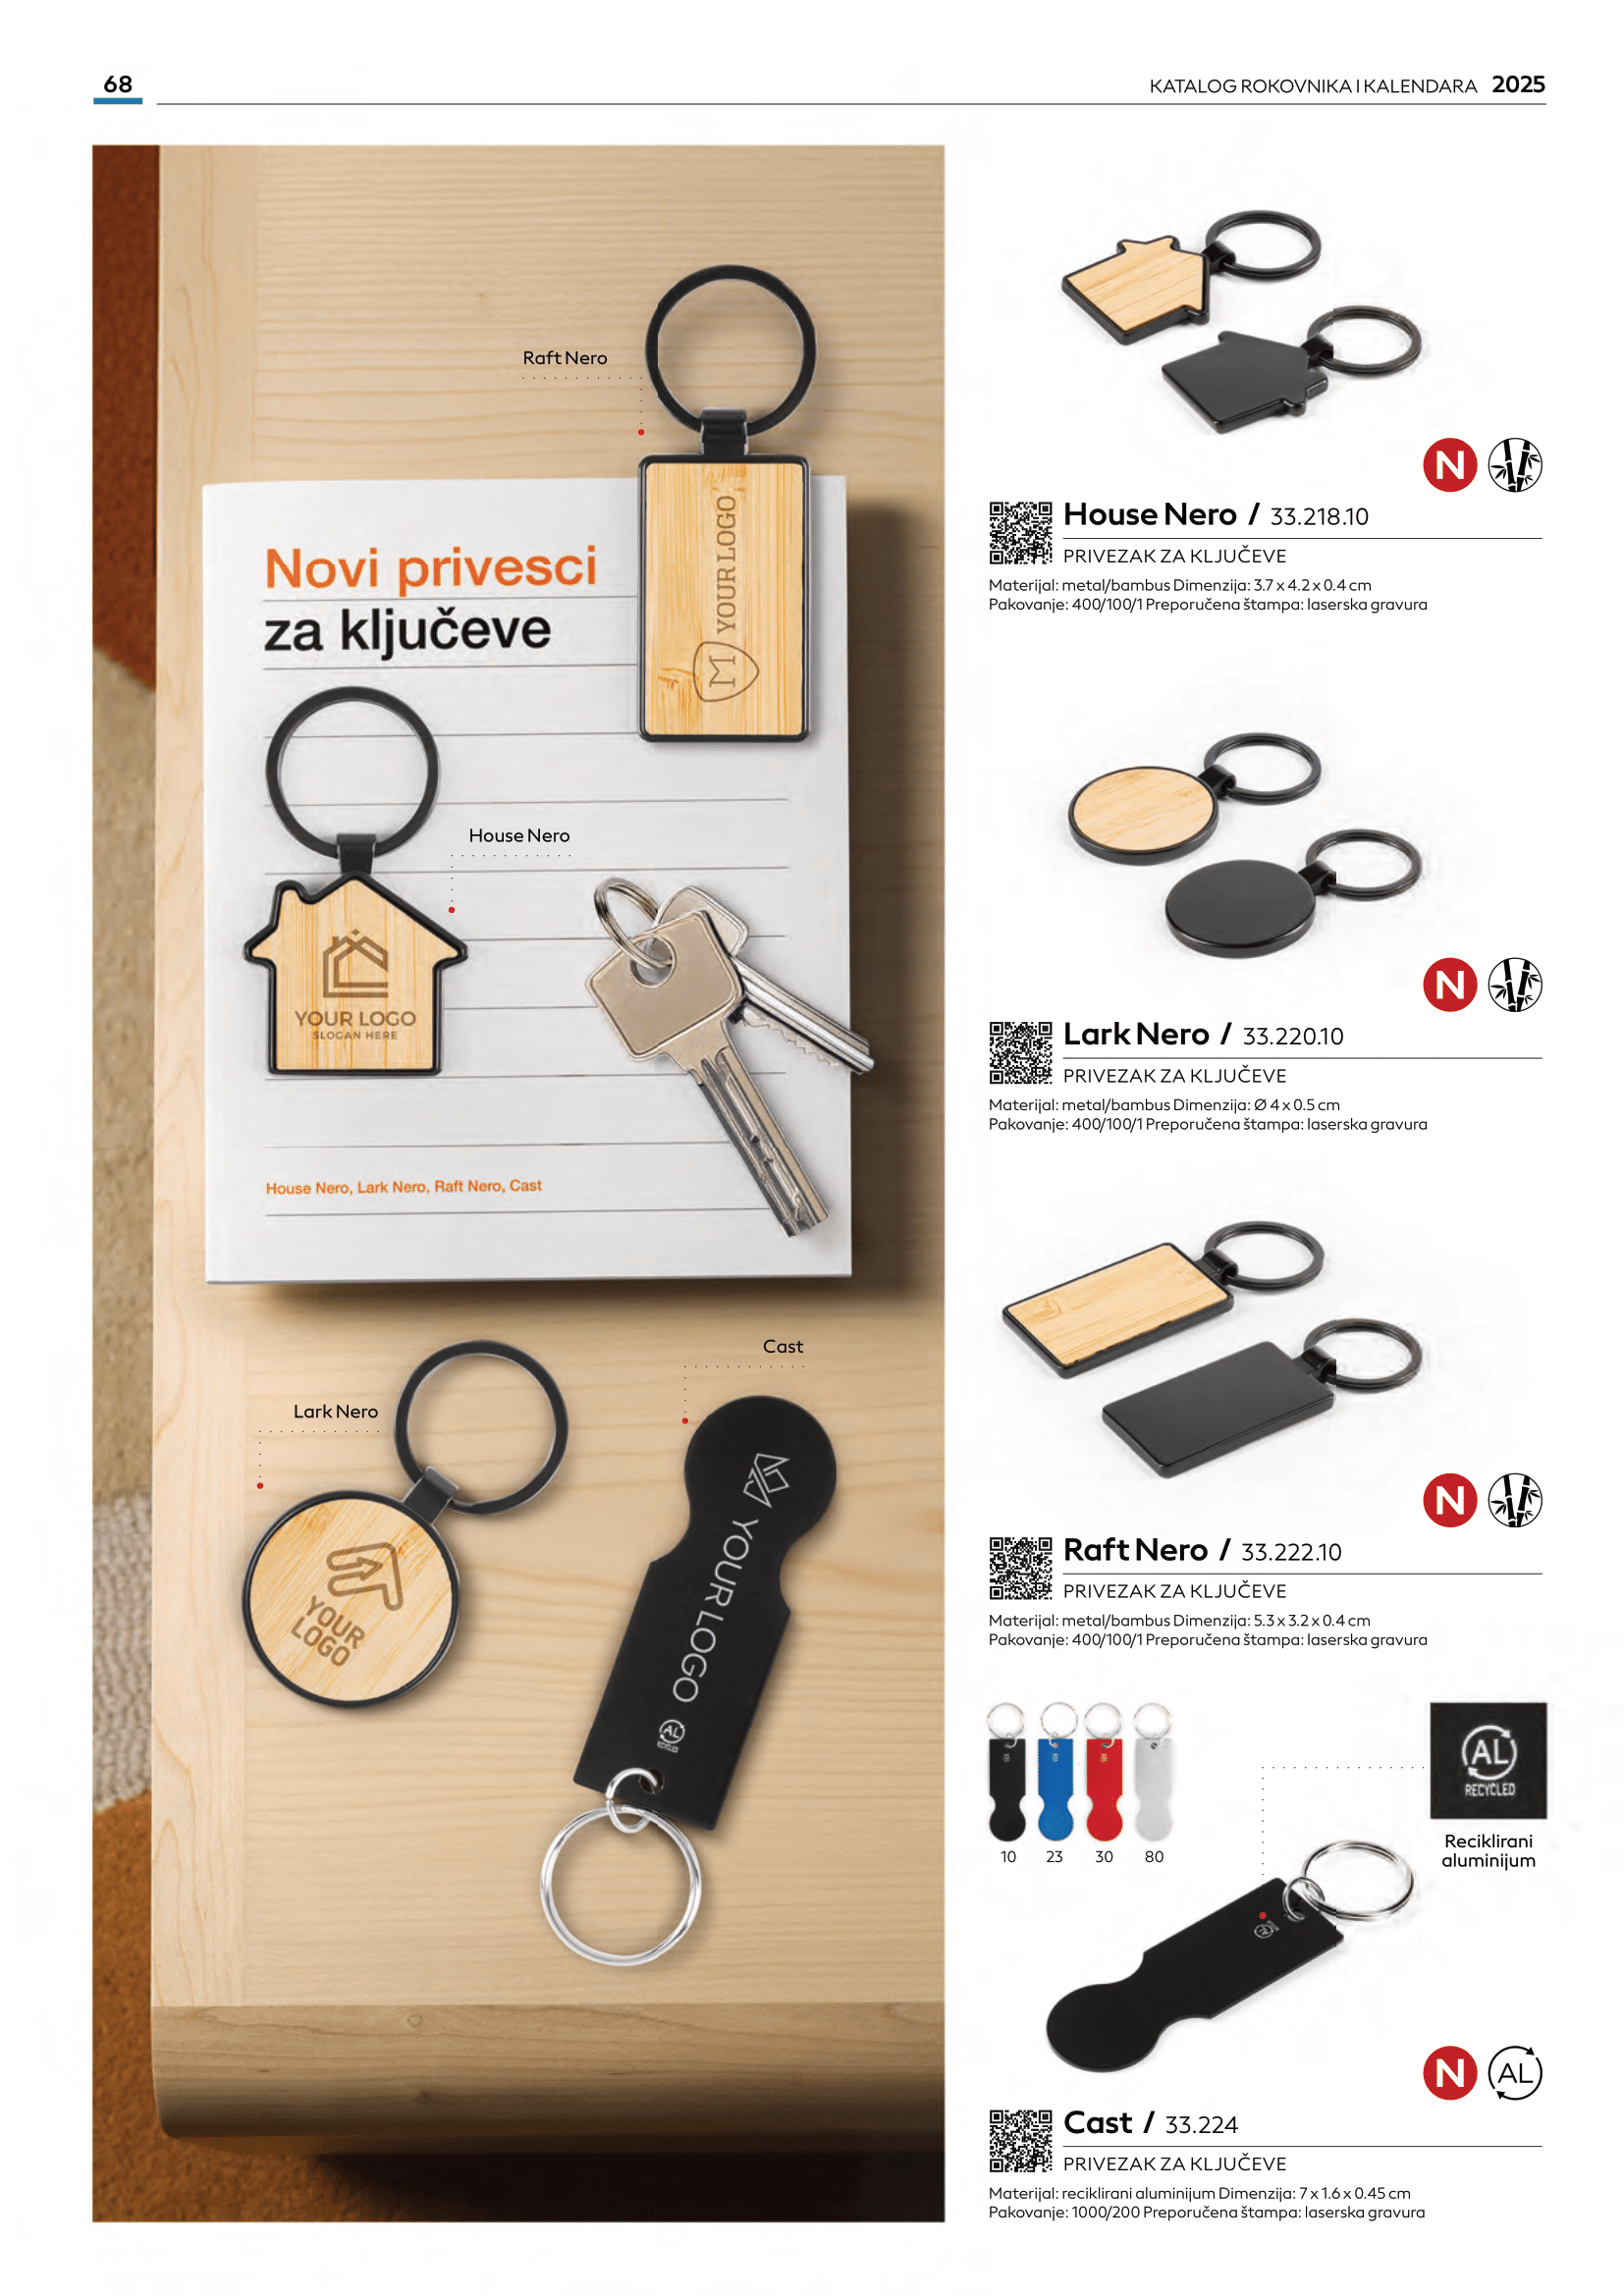 68
KATALOG ROKOVNIKA I KALENDARA 2025
Raft Nero
YOUR LOGO
M
Novi privesci
za ključeve
House Nero
YOUR LOGO
SLOGAN HERE
House Nero, Lark Nero, Raft Nero, Cast
Cast
Lark Nero
YOUR
LOGO
YOUR LOGO
AL
RECYCLED
N
House Nero / 33.218.10
PRIVEZAK ZA KLJUČEVE
Materijal: metal/bambus Dimenzija: 3.7 x 4.2 x 0.4 cm
Pakovanje: 400/100/1 Preporučena štampa: laserska gravura
N
Lark Nero / 33.220.10
PRIVEZAK ZA KLJUČEVE
Materijal: metal/bambus Dimenzija: Ø 4 x 0.5 cm
Pakovanje: 400/100/1 Preporučena štampa: laserska gravura
N
Raft Nero / 33.222.10
PRIVEZAK ZA KLJUČEVE
Materijal: metal/bambus Dimenzija: 5.3 x 3.2 x 0.4 cm
Pakovanje: 400/100/1 Preporučena štampa: laserska gravura
10 23 30 80
AL
RECYCLED
Reciklirani
aluminijum
AL
N AL
Cast / 33.224
PRIVEZAK ZA KLJUČEVE
Materijal: reciklirani aluminijum Dimenzija: 7 x 1.6 x 0.45 cm
Pakovanje: 1000/200 Preporučena štampa: laserska gravura